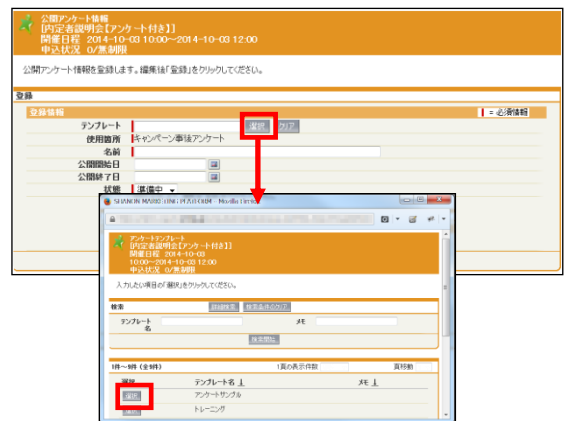 公開アンケート情報
[内定者説明会【アンケート付き】]
開催日程 2014-10-03 10:00～2014-10-03 12:00
申込状況 0/無制限
公開アンケート情報を登録します。編集後「登録」をクリックしてください。
登録
登録情報
= 必須情報
テンプレート 選択 クリア
使用箇所 キャンペーン事後アンケート
名前
公開開始日
公開終了日
状態 準備中
SHANON MARKETING PLATFORM - Mozilla Firefox
アンケートテンプレート
[内定者説明会【アンケート付き】]
開催日程 2014-10-03
10:00～2014-10-03 12:00
申込状況 0/無制限
入力したい項目の「選択」をクリックしてください。
検索 詳細検索 検索条件のクリア
テンプレート名 メモ
検索開始
1件～9件 (全9件) 1頁の表示件数 頁移動
選択 テンプレート名 メモ
選択 アンケートサンプル
選択 トレーニング